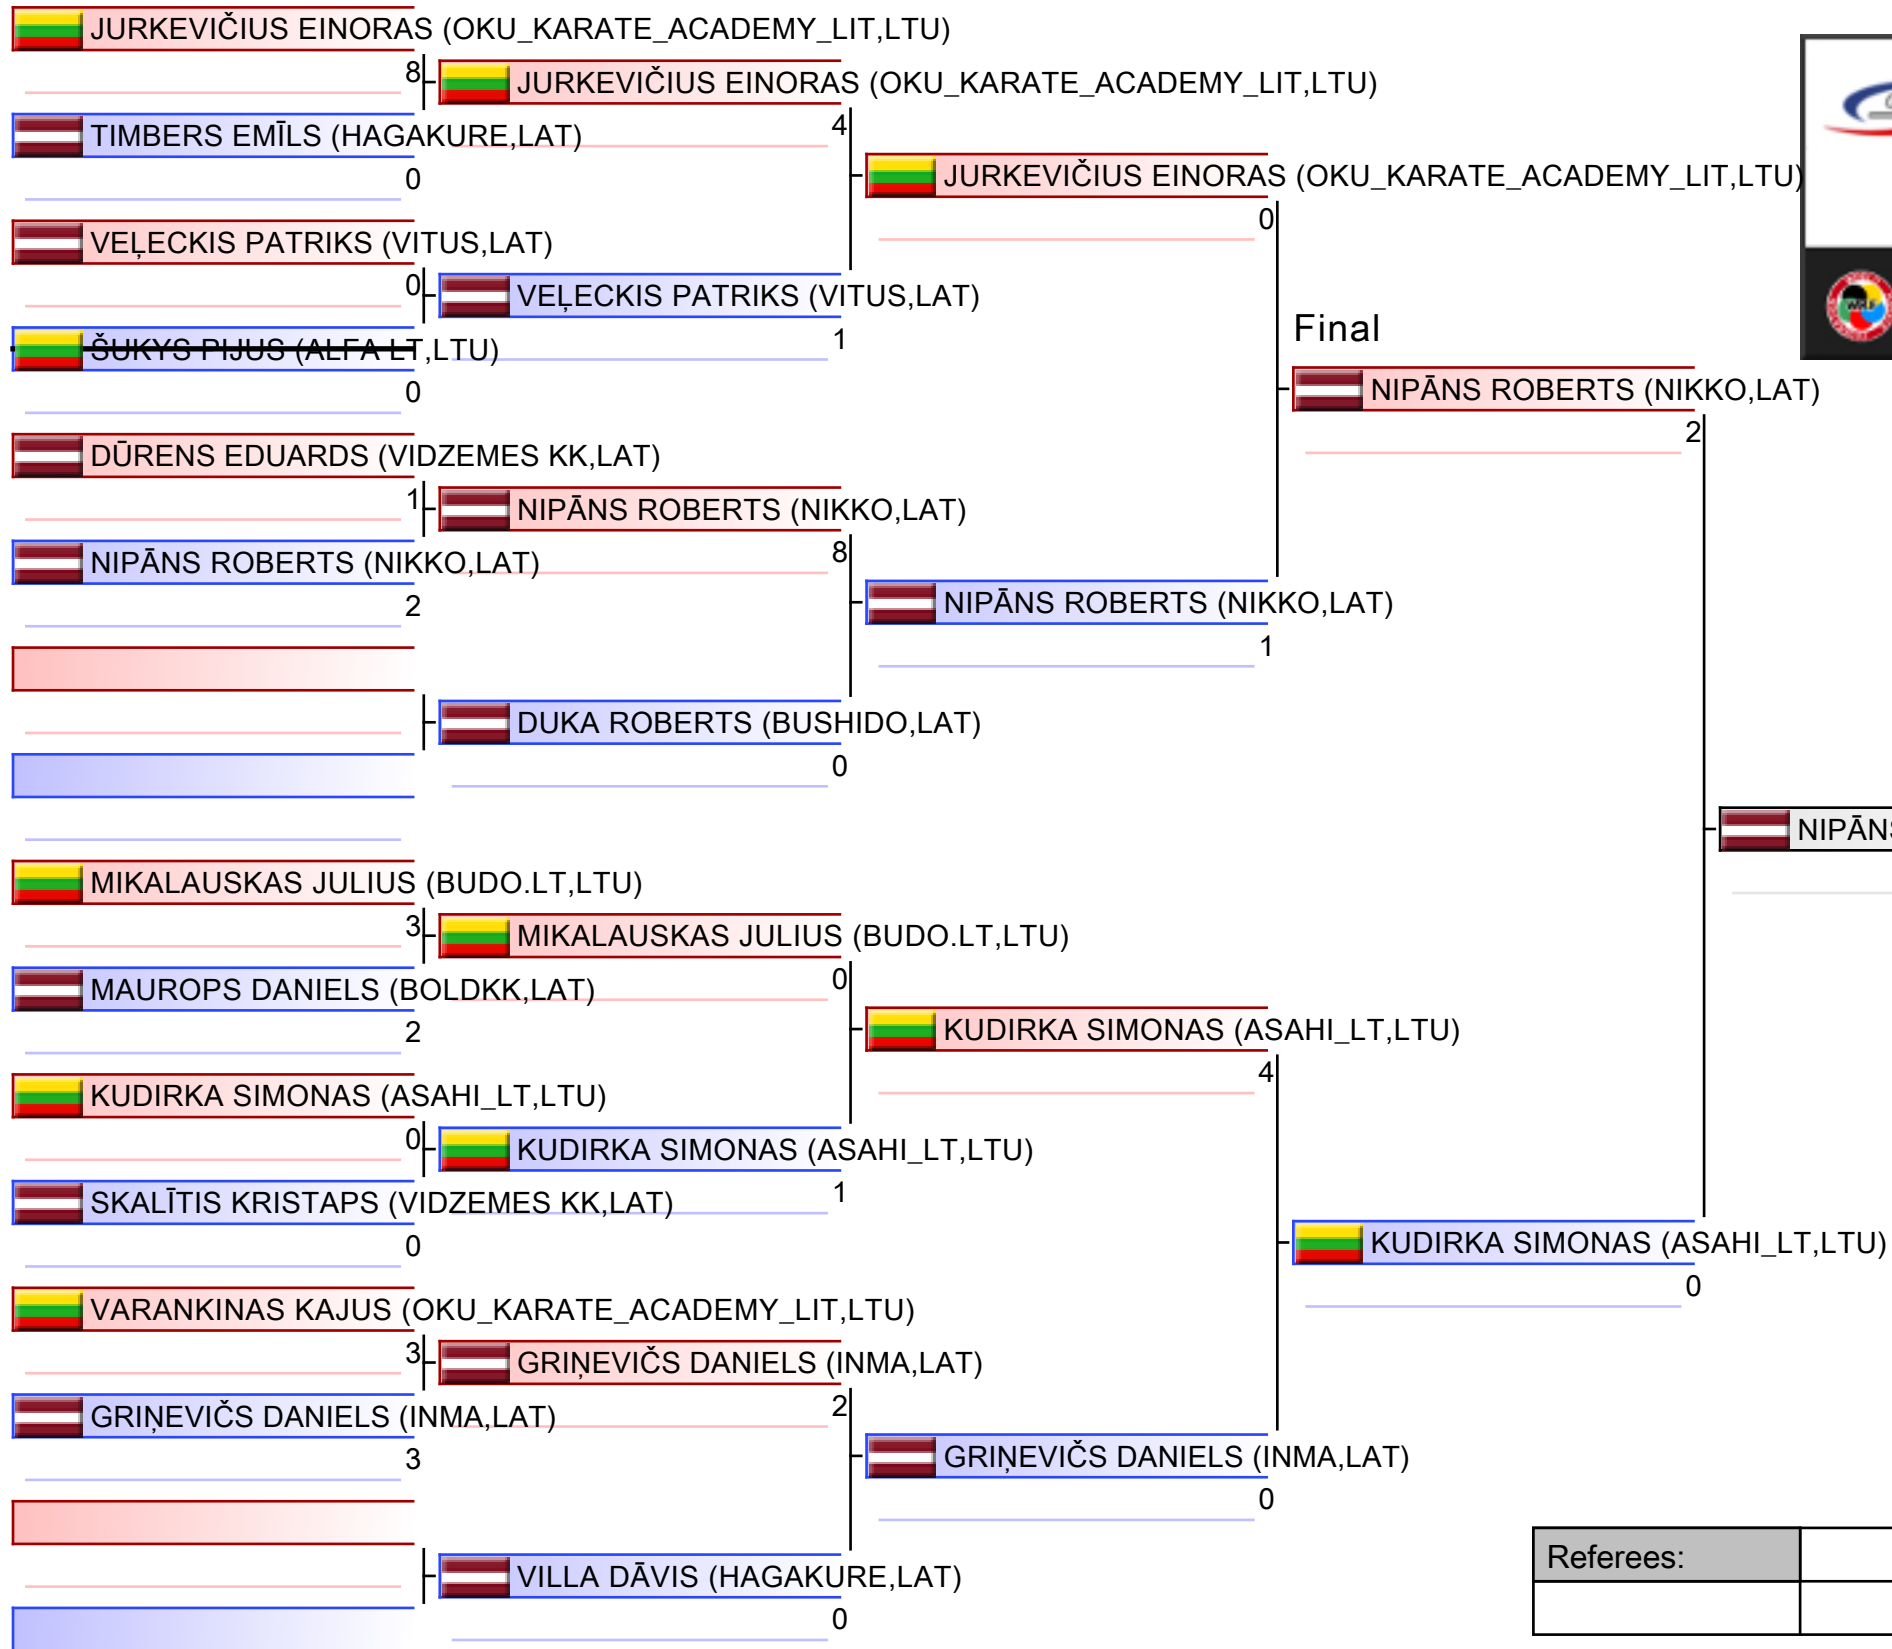 JURKEVIČIUS EINORAS (OKU_KARATE_ACADEMY_LIT,LTU)
8
JURKEVIČIUS EINORAS (OKU_KARATE_ACADEMY_LIT,LTU)
TIMBERS EMĪLS (HAGAKURE,LAT)
4
0
JURKEVIČIUS EINORAS (OKU_KARATE_ACADEMY_LIT,LTU)
0
VEĻECKIS PATRIKS (VITUS,LAT)
0
VEĻECKIS PATRIKS (VITUS,LAT)
1
ŠUKYS PIJUS (ALFA LT,LTU)
0
Final
NIPĀNS ROBERTS (NIKKO,LAT)
2
DŪRENS EDUARDS (VIDZEMES KK,LAT)
1
NIPĀNS ROBERTS (NIKKO,LAT)
8
NIPĀNS ROBERTS (NIKKO,LAT)
2
NIPĀNS ROBERTS (NIKKO,LAT)
1
DUKA ROBERTS (BUSHIDO,LAT)
0
NIPĀNS
MIKALAUSKAS JULIUS (BUDO.LT,LTU)
3
MIKALAUSKAS JULIUS (BUDO.LT,LTU)
0
MAUROPS DANIELS (BOLDKK,LAT)
2
KUDIRKA SIMONAS (ASAHI_LT,LTU)
4
KUDIRKA SIMONAS (ASAHI_LT,LTU)
0
KUDIRKA SIMONAS (ASAHI_LT,LTU)
1
SKALĪTIS KRISTAPS (VIDZEMES KK,LAT)
0
KUDIRKA SIMONAS (ASAHI_LT,LTU)
0
VARANKINAS KAJUS (OKU_KARATE_ACADEMY_LIT,LTU)
3
GRIŅEVIČS DANIELS (INMA,LAT)
2
GRIŅEVIČS DANIELS (INMA,LAT)
3
GRIŅEVIČS DANIELS (INMA,LAT)
0
VILLA DĀVIS (HAGAKURE,LAT)
0
Referees: